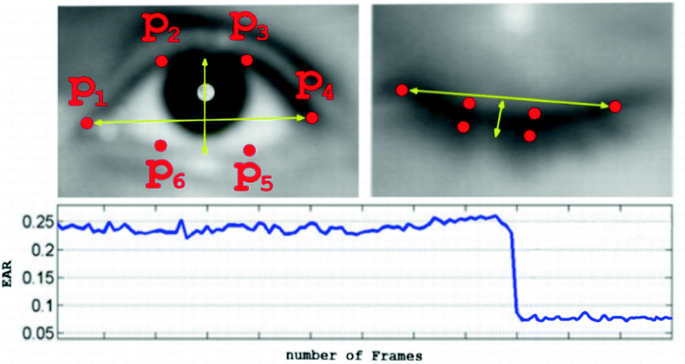 p2 p3
p1 p4
p6 p5
0.25
0.2
0.15
0.1
0.05
EAR
number of Frames